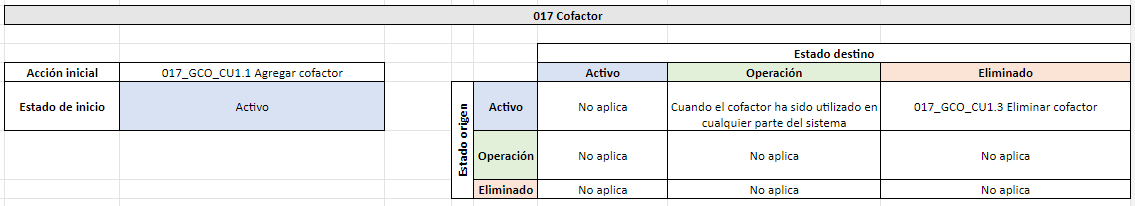 017 Cofactor
Estado destino
Acción inicial 017_GCO_CU1.1 Agregar cofactor
Activo Operación Eliminado
Estado de inicio Activo
Estado origen
Activo No aplica Cuando el cofactor ha sido utilizado en
cualquier parte del sistema 017_GCO_CU1.3 Eliminar cofactor
Operación No aplica No aplica No aplica
Eliminado No aplica No aplica No aplica